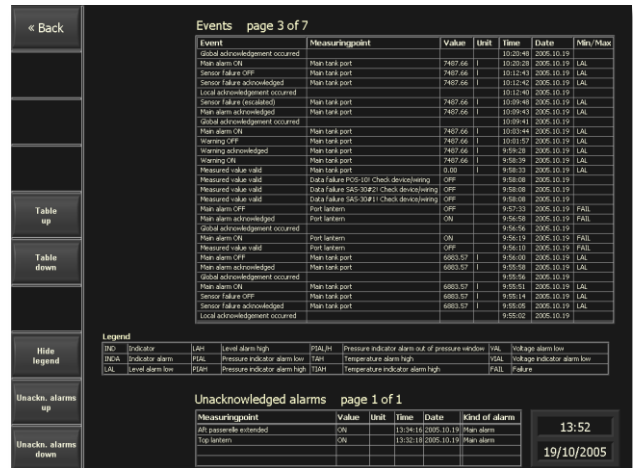 « Back
Events page 3 of 7
Event Measuringpoint Value Unit Time Date Min/Max
Global acknowledgement occurred 10:20:48 2005.10.19
Main alarm ON Main tank port 7487.66 l 10:20:28 2005.10.19 LAL
Sensor failure OFF Main tank port 7487.66 l 10:12:43 2005.10.19 LAL
Sensor failure acknowledged Main tank port 7487.66 l 10:12:42 2005.10.19 LAL
Local acknowledgement occurred 10:12:40 2005.10.19
Sensor failure (escalated) Main tank port 7487.66 l 10:09:48 2005.10.19 LAL
Main alarm acknowledged Main tank port 7487.66 l 10:09:43 2005.10.19 LAL
Global acknowledgement occurred 10:09:41 2005.10.19
Main alarm ON Main tank port 7487.66 l 10:03:44 2005.10.19 LAL
Warning OFF Main tank port 7487.66 l 10:01:57 2005.10.19 LAL
Warning acknowledged Main tank port 7487.66 l 9:59:28 2005.10.19 LAL
Warning ON Main tank port 7487.66 l 9:58:39 2005.10.19 LAL
Measured value valid Main tank port 0.00 l 9:58:33 2005.10.19 LAL
Measured value valid Data failure POS-10! Check device/wiring OFF 9:58:08 2005.10.19
Measured value valid Data failure SAS-30#2! Check device/wiring OFF 9:58:08 2005.10.19
Measured value valid Data failure SAS-30#1! Check device/wiring OFF 9:58:08 2005.10.19
Main alarm OFF Port lantern OFF 9:57:33 2005.10.19 FAIL
Main alarm acknowledged Port lantern ON 9:56:58 2005.10.19 FAIL
Global acknowledgement occurred 9:56:56 2005.10.19
Main alarm ON Port lantern ON 9:56:19 2005.10.19 FAIL
Measured value valid Port lantern OFF 9:56:10 2005.10.19 FAIL
Main alarm OFF Main tank port 6883.57 l 9:56:00 2005.10.19 LAL
Main alarm acknowledged Main tank port 6883.57 l 9:55:58 2005.10.19 LAL
Global acknowledgement occurred 9:55:56 2005.10.19
Main alarm ON Main tank port 6883.57 l 9:55:51 2005.10.19 LAL
Sensor failure OFF Main tank port 6883.57 l 9:55:14 2005.10.19 LAL
Sensor failure acknowledged Main tank port 6883.57 l 9:55:05 2005.10.19 LAL
Local acknowledgement occurred 9:55:02 2005.10.19
Table
up
Table
down
Hide
legend
Unackn. alarms
up
Unackn. alarms
down
Legend
IND Indicator LAH Level alarm high PIAL/H Pressure indicator alarm out of pressure window VAL Voltage alarm low
INDA Indicator alarm PIAL Pressure indicator alarm low TAH Temperature alarm high VIAL Voltage indicator alarm low
LAL Level alarm low PIAH Pressure indicator alarm high TIAH Temperature indicator alarm high FAIL Failure
Unacknowledged alarms page 1 of 1
Measuringpoint Value Unit Time Date Kind of alarm
Aft passerelle extended ON 13:34:16 2005.10.19 Main alarm
Top lantern ON 13:32:18 2005.10.19 Main alarm
13:52
19/10/2005